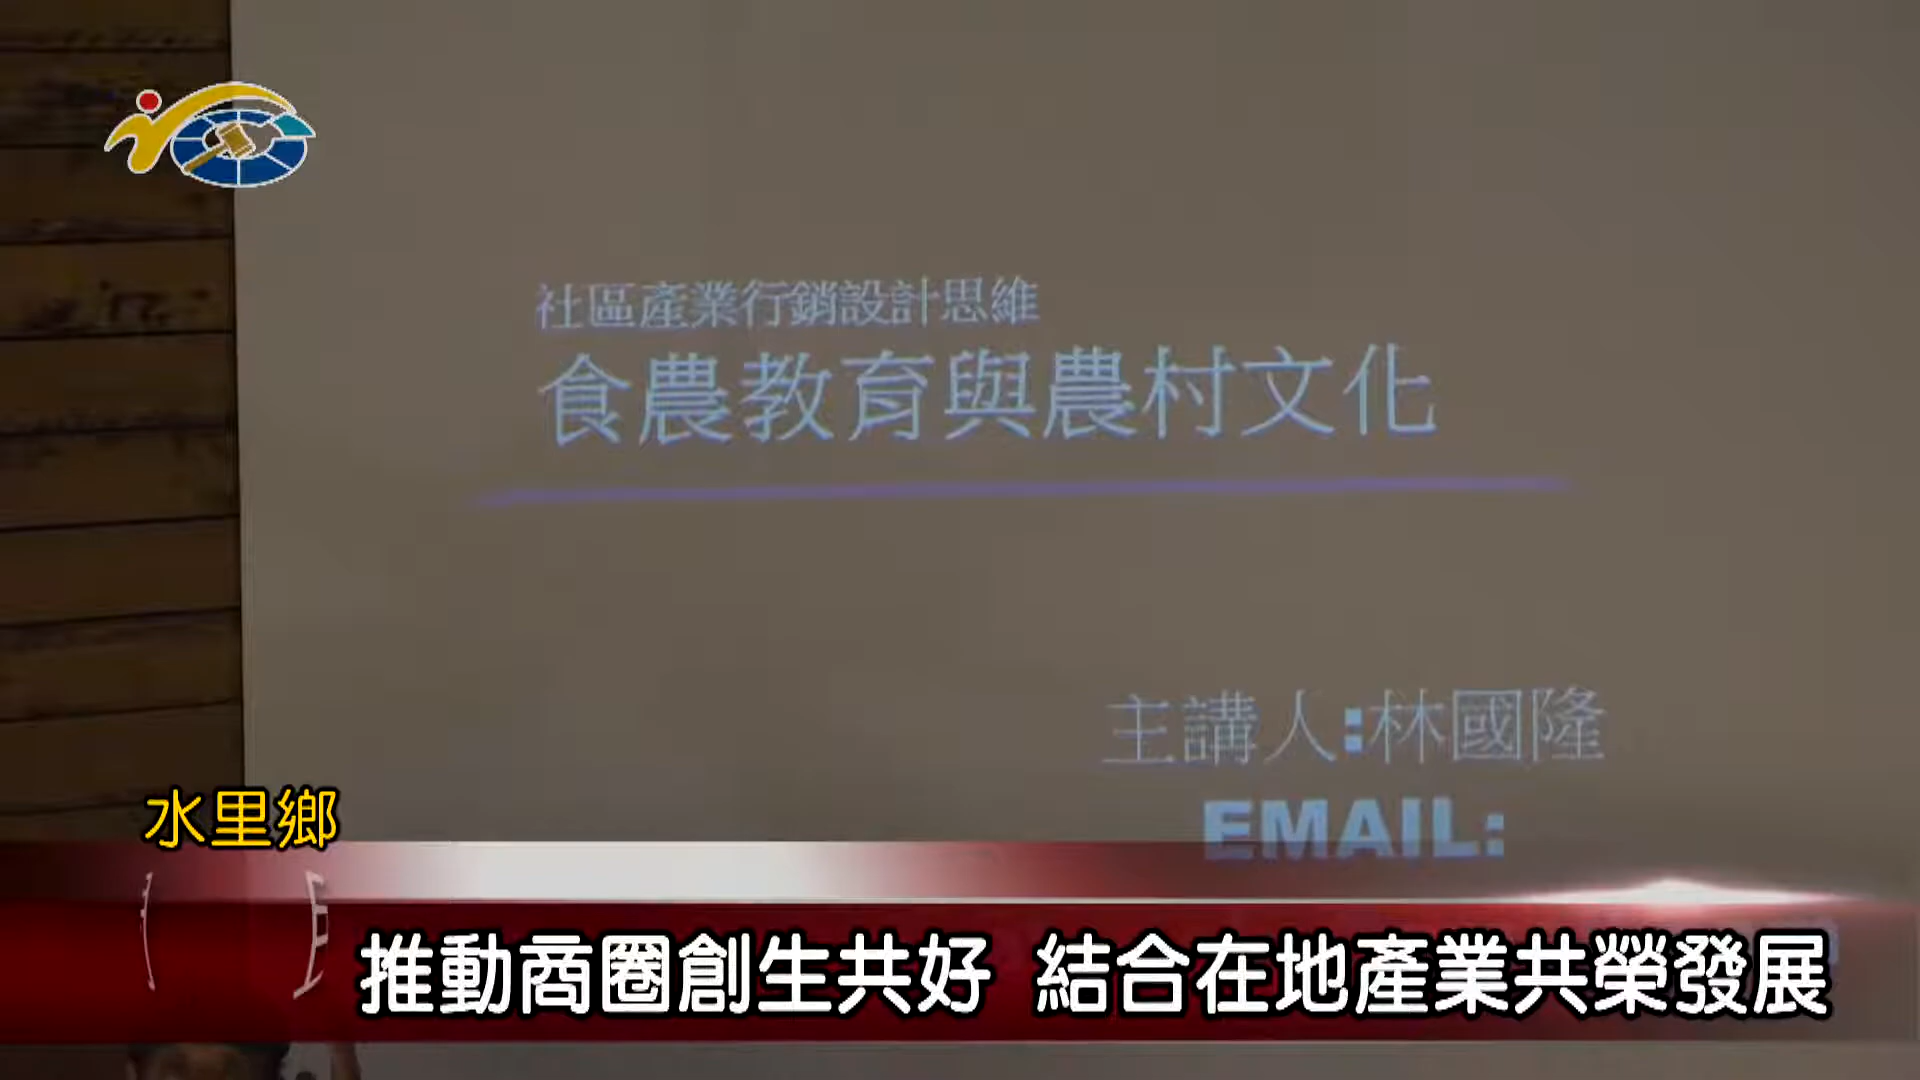 社區產業行銷設計思維
食農教育與農村文化
主講人:林國隆
EMAIL:
水里鄉
推動商圈創生共好 結合在地產業共榮發展